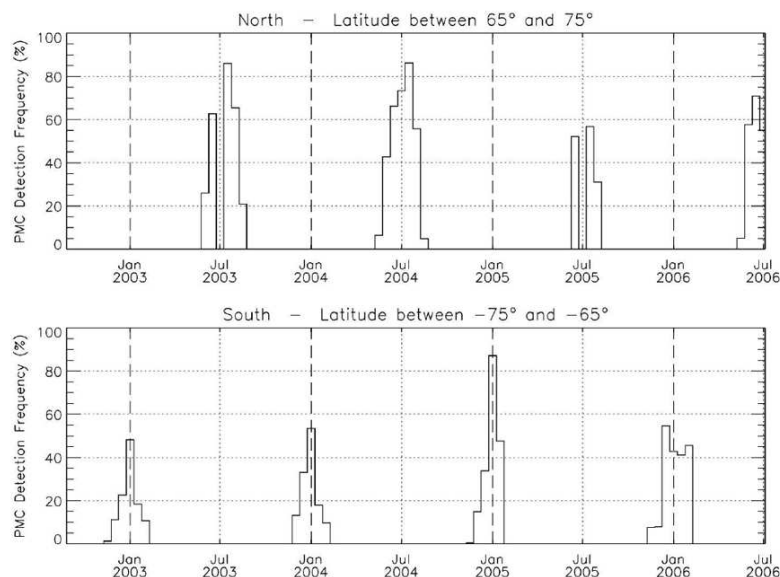 North – Latitude between 65° and 75°
PMC Detection Frequency (%)
100
80
60
40
20
0
Jan Jul Jan Jul Jan Jul Jan Jul
2003 2003 2004 2004 2005 2005 2006 2006
South – Latitude between −75° and −65°
PMC Detection Frequency (%)
100
80
60
40
20
0
Jan Jul Jan Jul Jan Jul Jan Jul
2003 2003 2004 2004 2005 2005 2006 2006